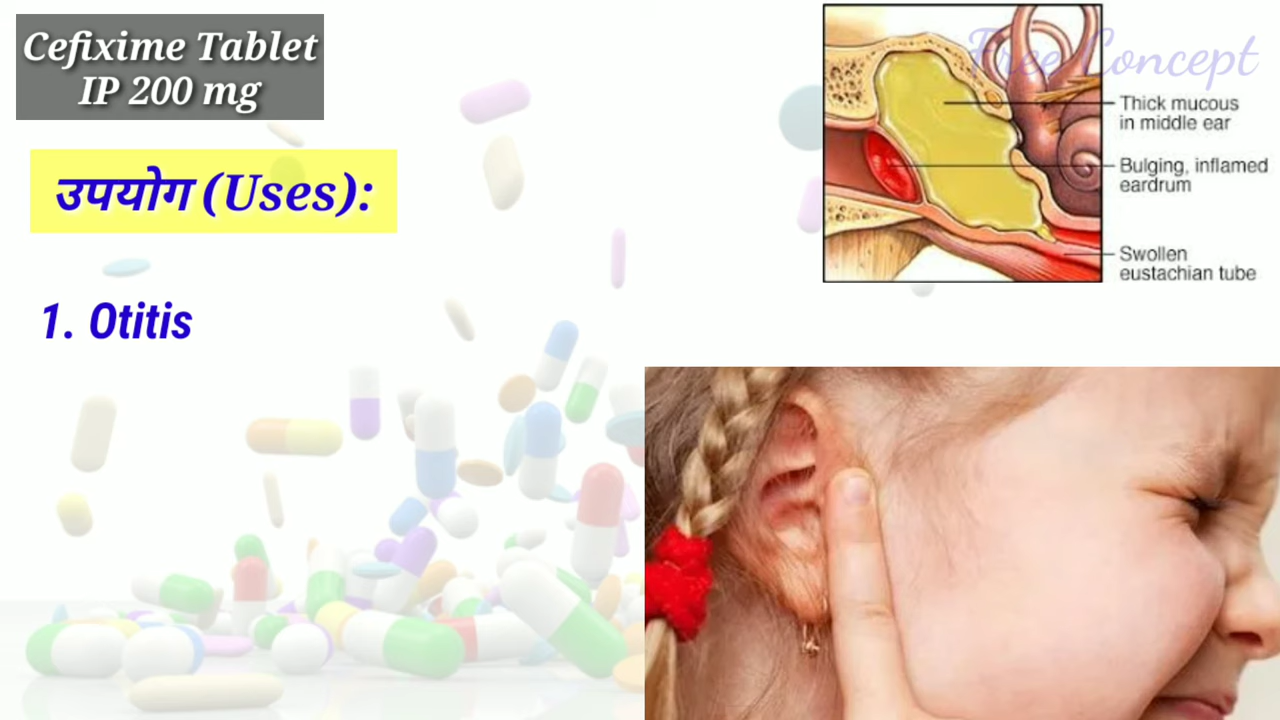 Cefixime Tablet
IP 200 mg
Free Concept
उपयोग (Uses):
1. Otitis
Thick mucous
in middle ear
Bulging, inflamed
eardrum
Swollen
eustachian tube